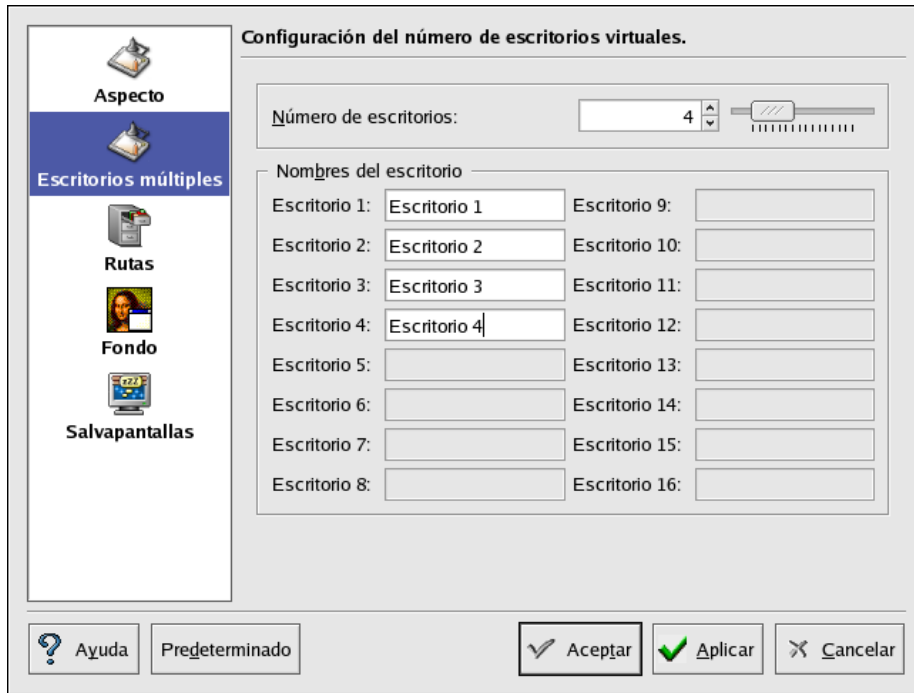 Configuración del número de escritorios virtuales.
Aspecto
Escritorios múltiples
Rutas
Fondo
Salvapantallas
Número de escritorios: 4
Nombres del escritorio
Escritorio 1: Escritorio 1 Escritorio 9:
Escritorio 2: Escritorio 2 Escritorio 10:
Escritorio 3: Escritorio 3 Escritorio 11:
Escritorio 4: Escritorio 4 Escritorio 12:
Escritorio 5: Escritorio 13:
Escritorio 6: Escritorio 14:
Escritorio 7: Escritorio 15:
Escritorio 8: Escritorio 16:
Ayuda Predeterminado Aceptar Aplicar Cancelar